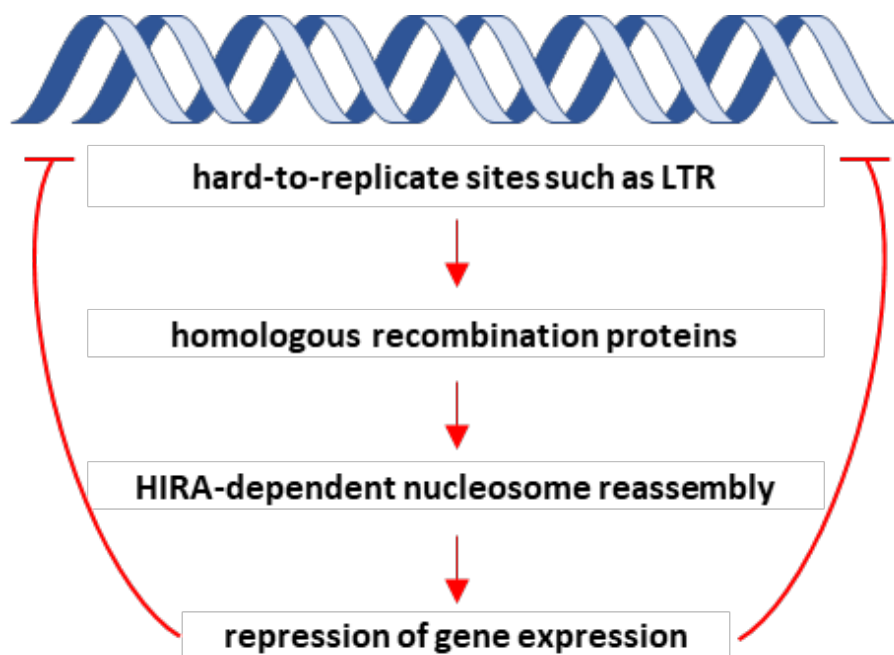 hard-to-replicate sites such as LTR
homologous recombination proteins
HIRA-dependent nucleosome reassembly
repression of gene expression